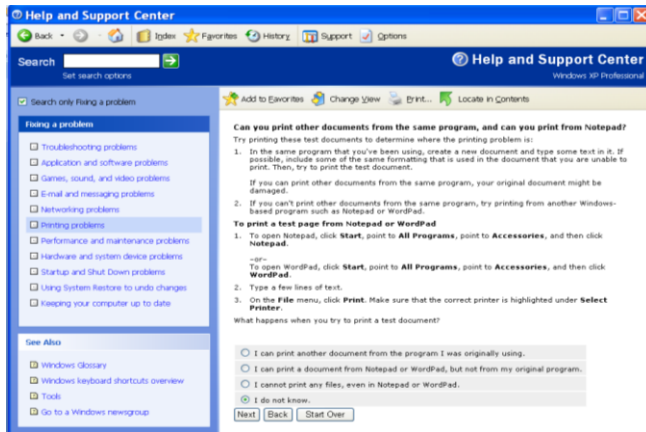 Help and Support Center
Back
Index
Favorites
History
Support
Options
Search
Set search options
Help and Support Center
Windows XP Professional
Search only Fixing a problem
Add to Favorites
Change View
Print...
Locate in Contents
Fixing a problem
Troubleshooting problems
Application and software problems
Games, sound, and video problems
E-mail and messaging problems
Networking problems
Printing problems
Performance and maintenance problems
Hardware and system device problems
Startup and Shut Down problems
Using System Restore to undo changes
Keeping your computer up to date
See Also
Windows Glossary
Windows keyboard shortcuts overview
Tools
Go to a Windows newsgroup
Can you print other documents from the same program, and can you print from Notepad?
Try printing these test documents to determine where the printing problem is:
1. In the same program that you've been using, create a new document and type some text in it. If
possible, include some of the same formatting that is used in the document that you are unable to
print. Then, try to print the test document.
If you can print other documents from the same program, your original document might be
damaged.
2. If you can't print other documents from the same program, try printing from another Windows-
based program such as Notepad or WordPad.
To print a test page from Notepad or WordPad
1. To open Notepad, click Start, point to All Programs, point to Accessories, and then click
Notepad.
-or-
To open WordPad, click Start, point to All Programs, point to Accessories, and then click
WordPad.
2. Type a few lines of text.
3. On the File menu, click Print. Make sure that the correct printer is highlighted under Select
Printer.
What happens when you try to print a test document?
I can print another document from the program I was originally using.
I can print a document from Notepad or WordPad, but not from my original program.
I cannot print any files, even in Notepad or WordPad.
I do not know.
Next
Back
Start Over